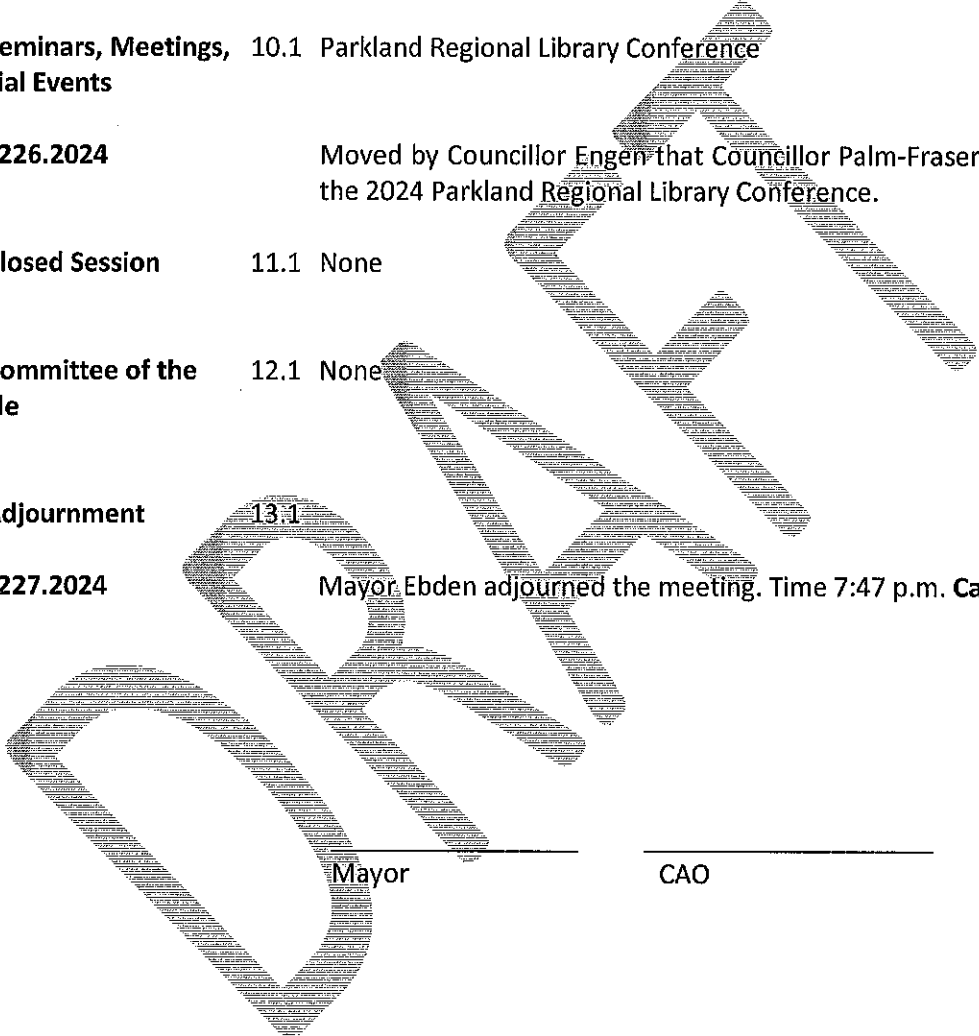 eminars, Meetings, 10.1 Parkland Regional Library Conference
ial Events
226.2024 Moved by Councillor Engen that Councillor Palm-Fraser
the 2024 Parkland Regional Library Conference.
losed Session 11.1 None
ommittee of the 12.1 None
le
djournment 13.1
227.2024 Mayor Ebden adjourned the meeting. Time 7:47 p.m. Ca
Mayor CAO
DRAFT